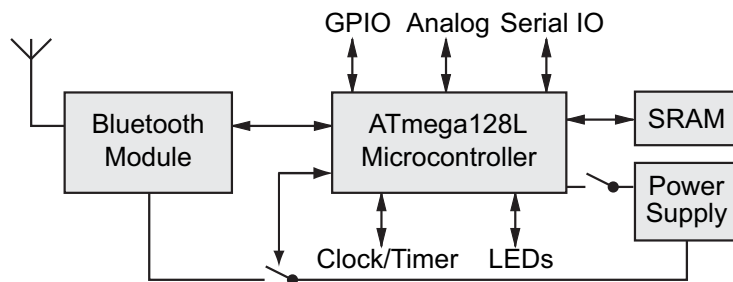 GPIO Analog Serial IO
Bluetooth
Module
ATmega128L
Microcontroller
SRAM
Power
Supply
Clock/Timer LEDs